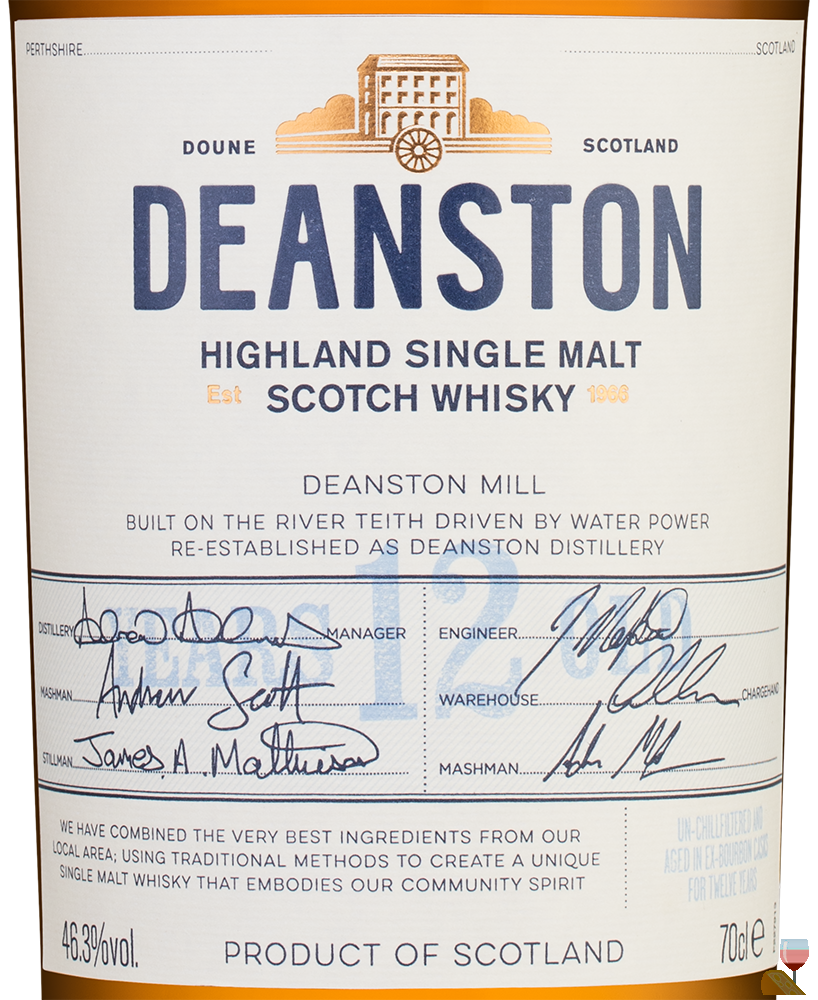 PERTHSHIRE
SCOTLAND
DOUNE
SCOTLAND
DEANSTON
HIGHLAND SINGLE MALT
Est SCOTCH WHISKY 1966
DEANSTON MILL
BUILT ON THE RIVER TEITH DRIVEN BY WATER POWER
RE-ESTABLISHED AS DEANSTON DISTILLERY
YEARS 12 OLD
DISTILLERY MANAGER
MASHMAN Andrew Scott
STILLMAN James. A. Mathieson
ENGINEER
WAREHOUSE CHARGEHAND
MASHMAN
WE HAVE COMBINED THE VERY BEST INGREDIENTS FROM OUR
LOCAL AREA; USING TRADITIONAL METHODS TO CREATE A UNIQUE
SINGLE MALT WHISKY THAT EMBODIES OUR COMMUNITY SPIRIT
UN-CHILLFILTERED AND
AGED IN EX-BOURBON CASKS
FOR TWELVE YEARS
46.3%vol.
PRODUCT OF SCOTLAND
70cl e